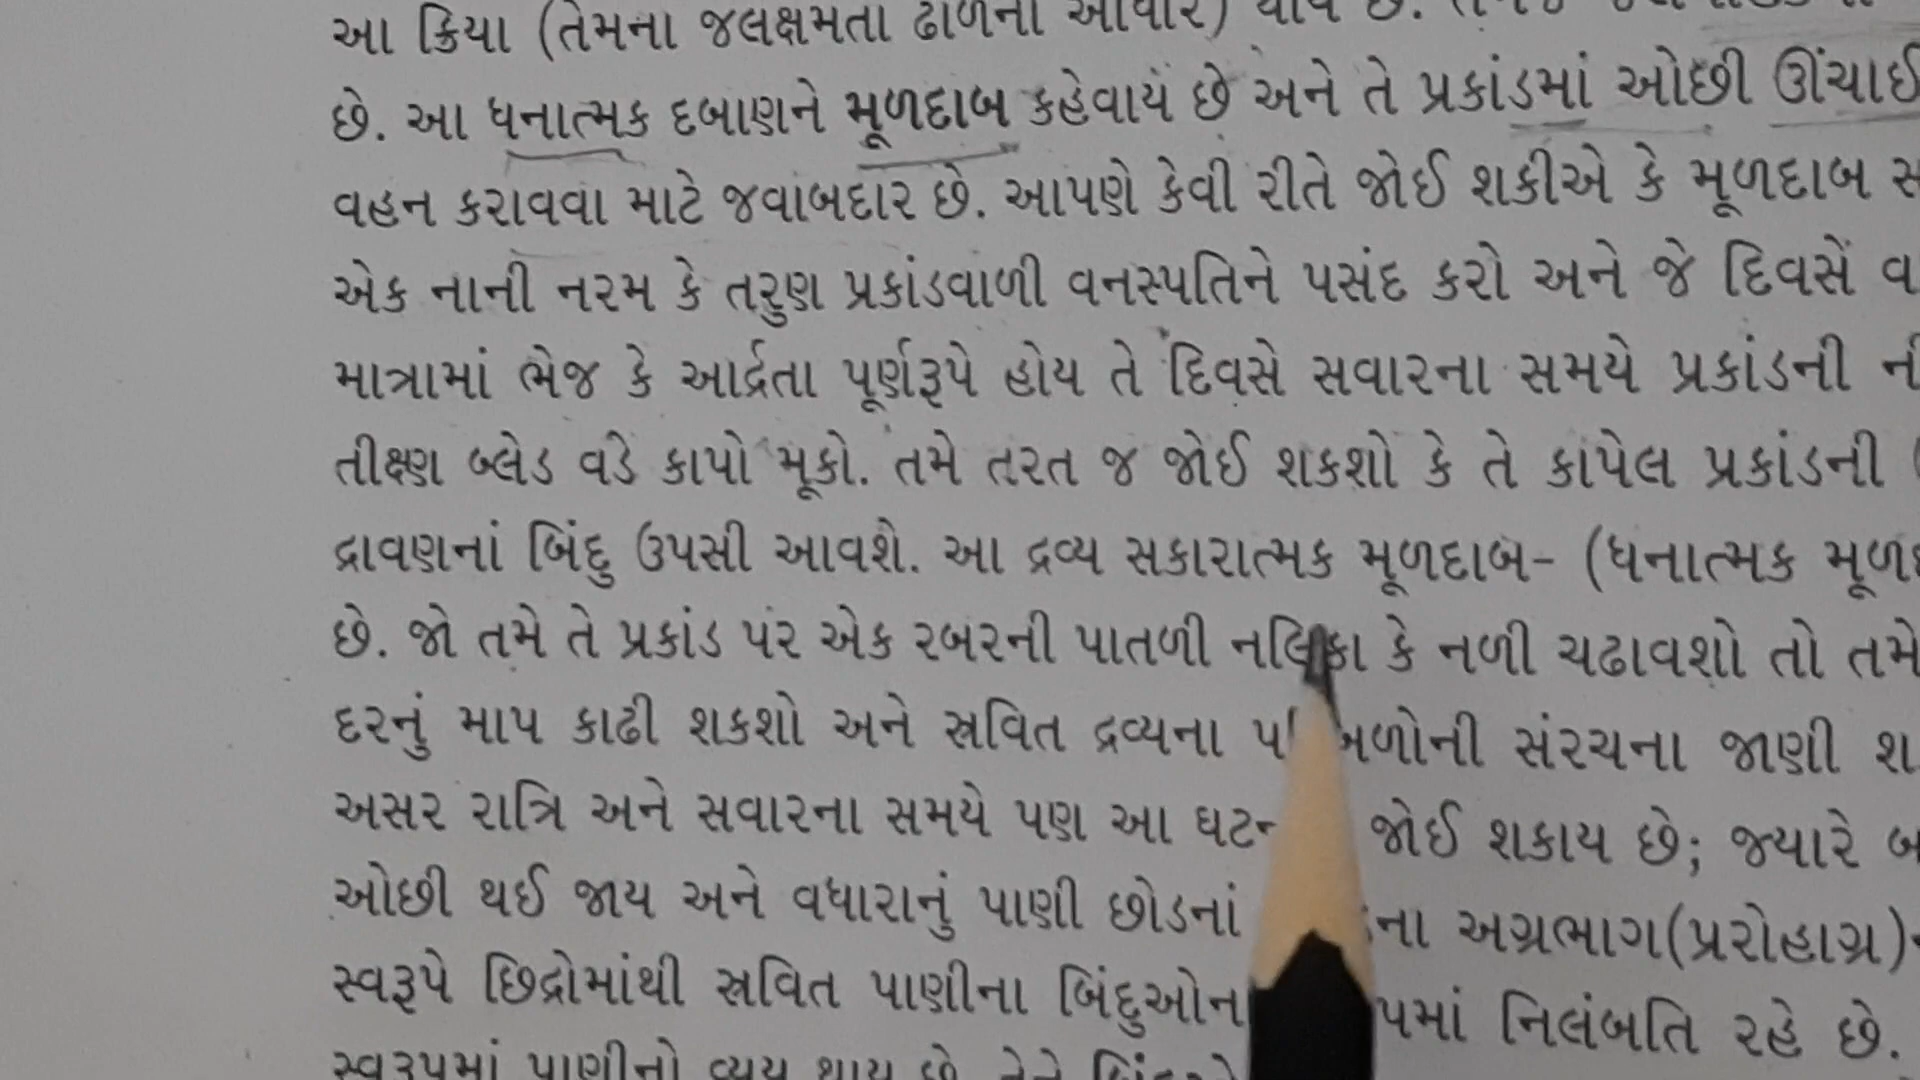 આ ક્રિયા (તેમના જલક્ષમતા ઢાળના
છે. આ ધનાત્મક દબાણને મૂળદાબ કહેવાય છે અને તે પ્રકાંડમાં ઓછી ઊંચાઈ
વહન કરાવવા માટે જવાબદાર છે. આપણે કેવી રીતે જોઈ શકીએ કે મૂળદાબ
એક નાની નરમ કે તરુણ પ્રકાંડવાળી વનસ્પતિને પસંદ કરો અને જે દિવસે
માત્રામાં ભેજ કે આર્દ્રતા પૂર્ણરૂપે હોય તે દિવસે સવારના સમયે પ્રકાંડની
તીક્ષ્ણ બ્લેડ વડે કાપો મૂકો. તમે તરત જ જોઈ શકશો કે તે કાપેલ પ્રકાંડની
દ્રાવણનાં બિંદુ ઉપસી આવશે. આ દ્રવ્ય સકારાત્મક મૂળદાબ- (ધનાત્મક
છે. જો તમે તે પ્રકાંડ પર એક રબરની પાતળી નલિકા કે નળી ચઢાવશો તો તમે
દરનું માપ કાઢી શકશો અને સ્રવિત દ્રવ્યના સંરચના જાણી
અસર રાત્રિ અને સવારના સમયે પણ આ જોઈ શકાય છે; જ્યારે
ઓછી થઈ જાય અને વધારાનું પાણી છોડનાં અગ્રભાગ(પ્રરોહાગ્ર)
સ્વરૂપે છિદ્રોમાંથી સ્રવિત પાણીના નિલંબતિ રહે છે.
સ્વરૂપમાં પાણીનો વ્યય થાય છે